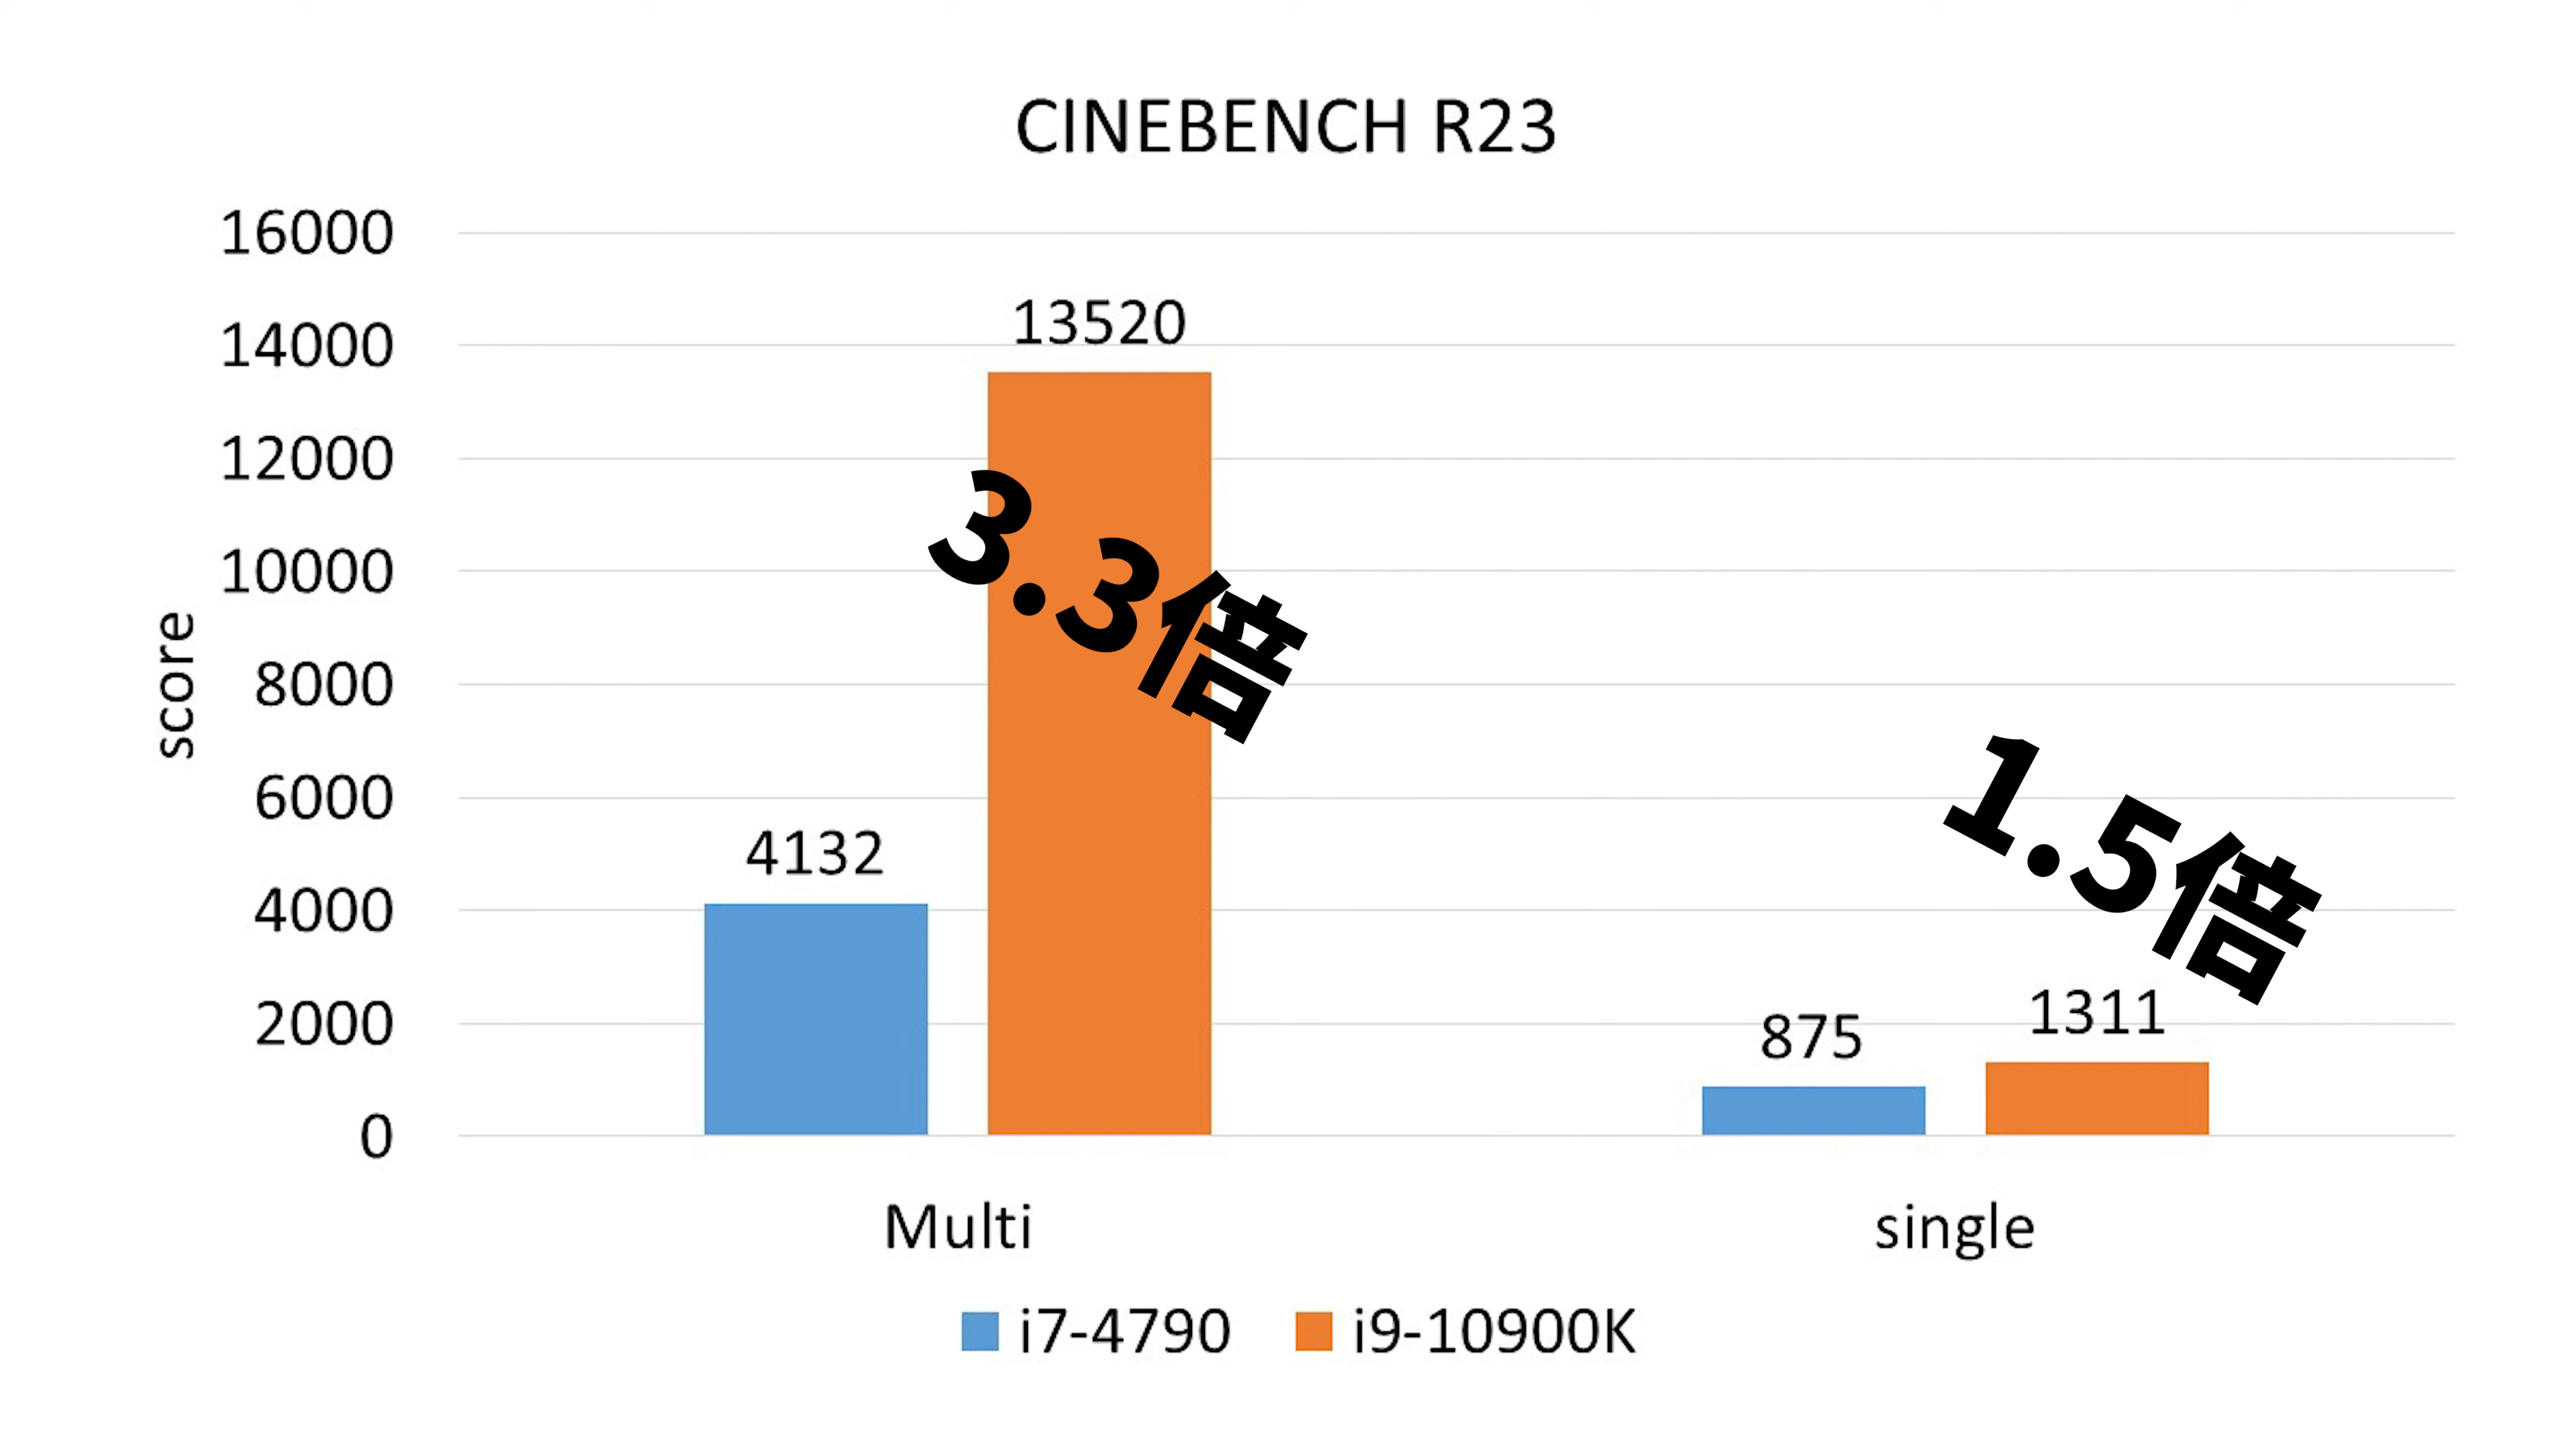 CINEBENCH R23
16000
14000
12000
10000
8000
6000
4000
2000
0
score
13520
4132
3.3倍
875
1311
1.5倍
Multi
single
i7-4790
i9-10900K